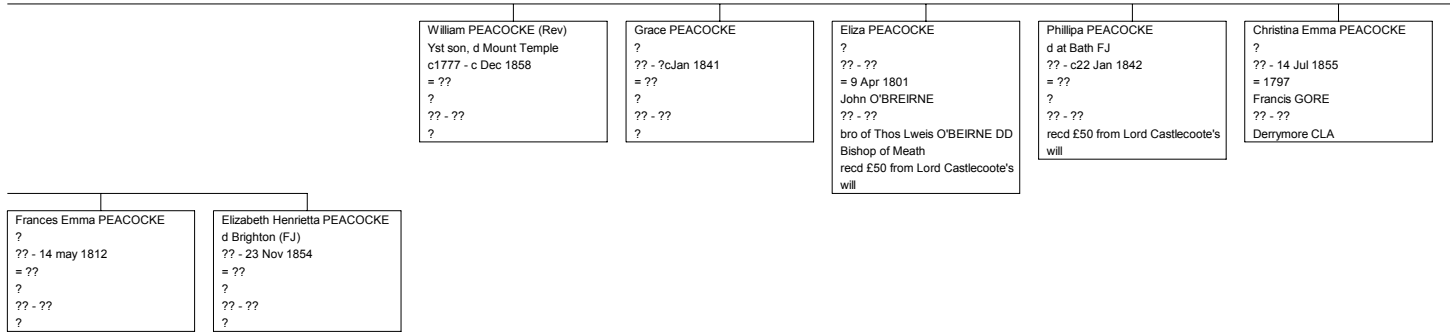 William PEACOCKE (Rev)
Yst son, d Mount Temple
c1777 - c Dec 1858
= ??
?
?? - ??
?
Grace PEACOCKE
?
?? - ?cJan 1841
= ??
?
?? - ??
?
Eliza PEACOCKE
?
?? - ??
= 9 Apr 1801
John O'BREIRNE
?? - ??
bro of Thos Lweis O'BEIRNE DD
Bishop of Meath
recd £50 from Lord Castlecoote's
will
Phillipa PEACOCKE
d at Bath FJ
?? - c22 Jan 1842
= ??
?
?? - ??
recd £50 from Lord Castlecoote's
will
Christina Emma PEACOCKE
?
?? - 14 Jul 1855
= 1797
Francis GORE
?? - ??
Derrymore CLA
Frances Emma PEACOCKE
?
?? - 14 may 1812
= ??
?
?? - ??
?
Elizabeth Henrietta PEACOCKE
d Brighton (FJ)
?? - 23 Nov 1854
= ??
?
?? - ??
?